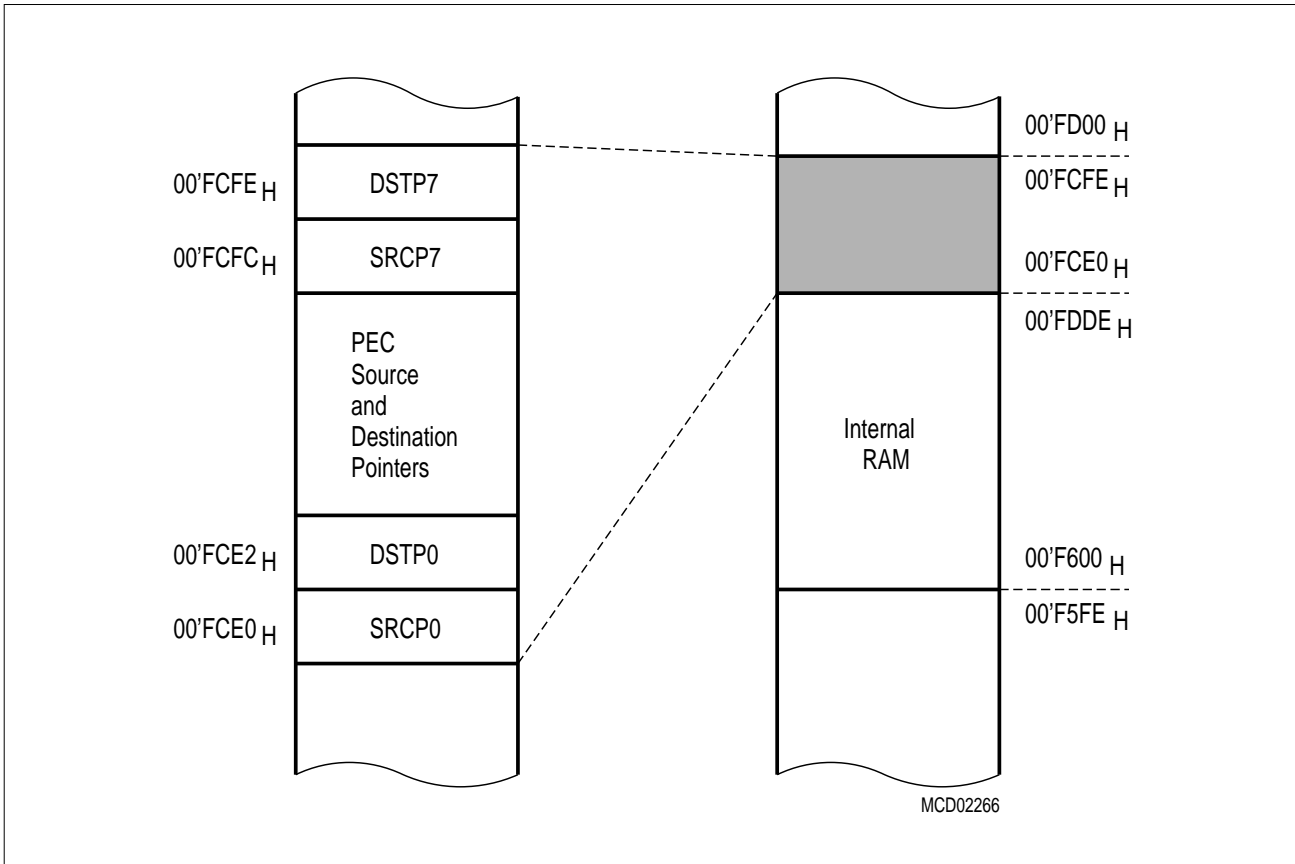 00'FCFE H
DSTP7
00'FCFC H
SRCP7
PEC
Source
and
Destination
Pointers
00'FCE2 H
DSTP0
00'FCE0 H
SRCP0
00'FD00 H
00'FCFE H
00'FCE0 H
00'FDDE H
Internal
RAM
00'F600 H
00'F5FE H
MCD02266